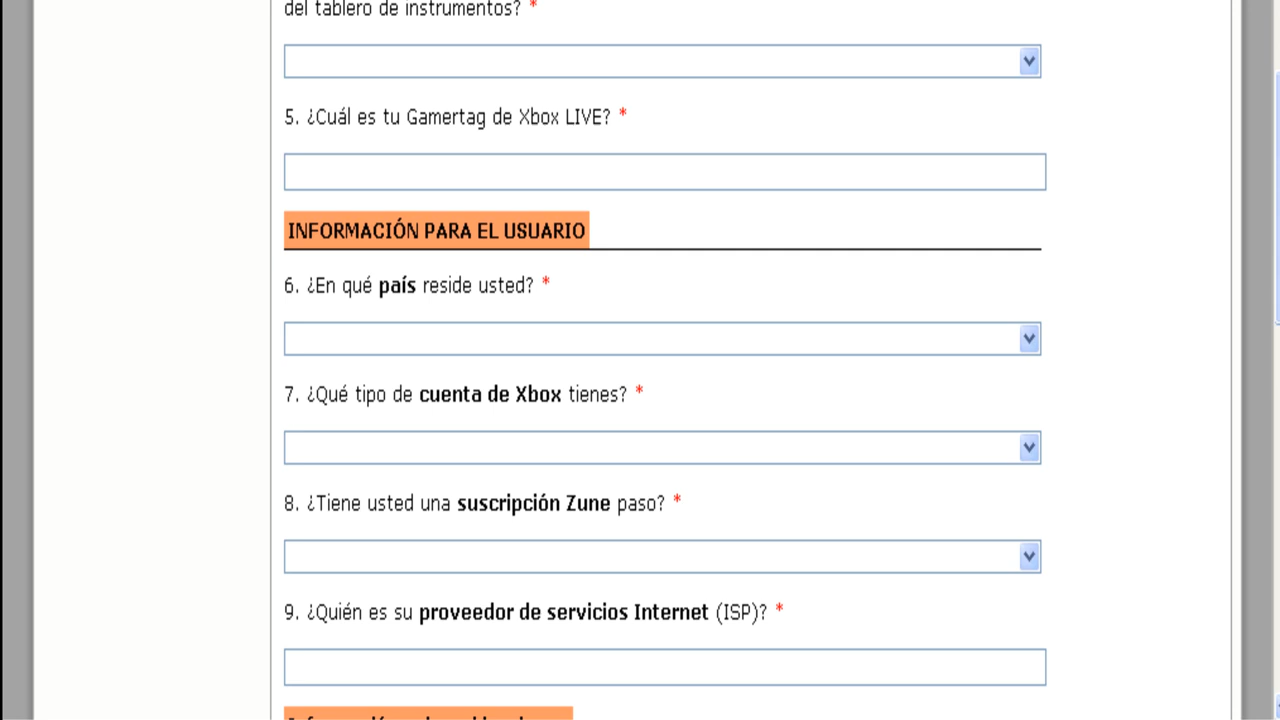 del tablero de instrumentos? *
5. ¿Cuál es tu Gamertag de Xbox LIVE? *
INFORMACIÓN PARA EL USUARIO
6. ¿En qué país reside usted? *
7. ¿Qué tipo de cuenta de Xbox tienes? *
8. ¿Tiene usted una suscripción Zune paso? *
9. ¿Quién es su proveedor de servicios Internet (ISP)? *